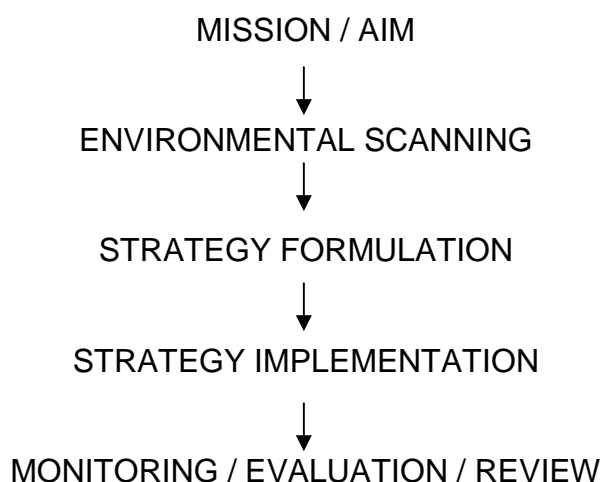 MISSION / AIM
ENVIRONMENTAL SCANNING
STRATEGY FORMULATION
STRATEGY IMPLEMENTATION
MONITORING / EVALUATION / REVIEW